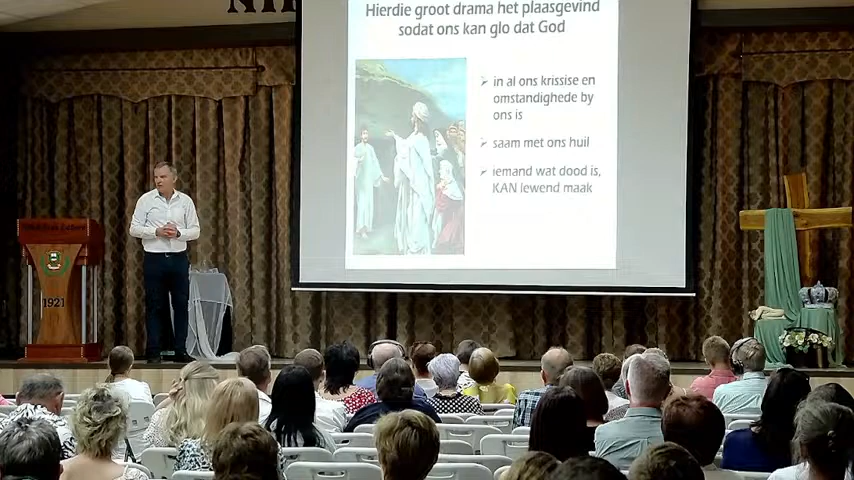 Hierdie groot drama het plaasgevind
sodat ons kan glo dat God
in al ons krissise en
omstandighede by
ons is
saam met ons huil
iemand wat dood is,
KAN lewend maak
1921